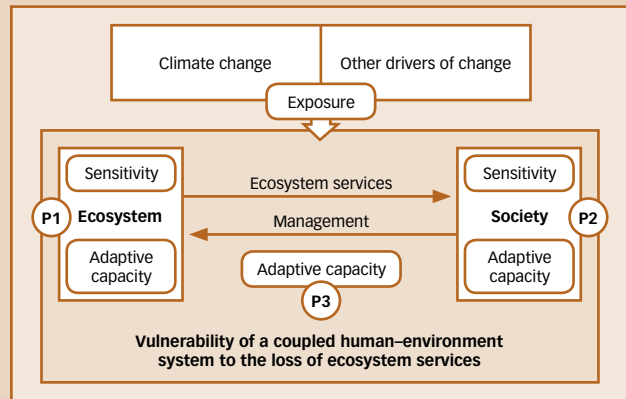 Climate change
Other drivers of change
Exposure
Sensitivity
Ecosystem services
Sensitivity
P1
Ecosystem
Management
Society
P2
Adaptive
capacity
Adaptive capacity
Adaptive
capacity
P3
Vulnerability of a coupled human–environment
system to the loss of ecosystem services